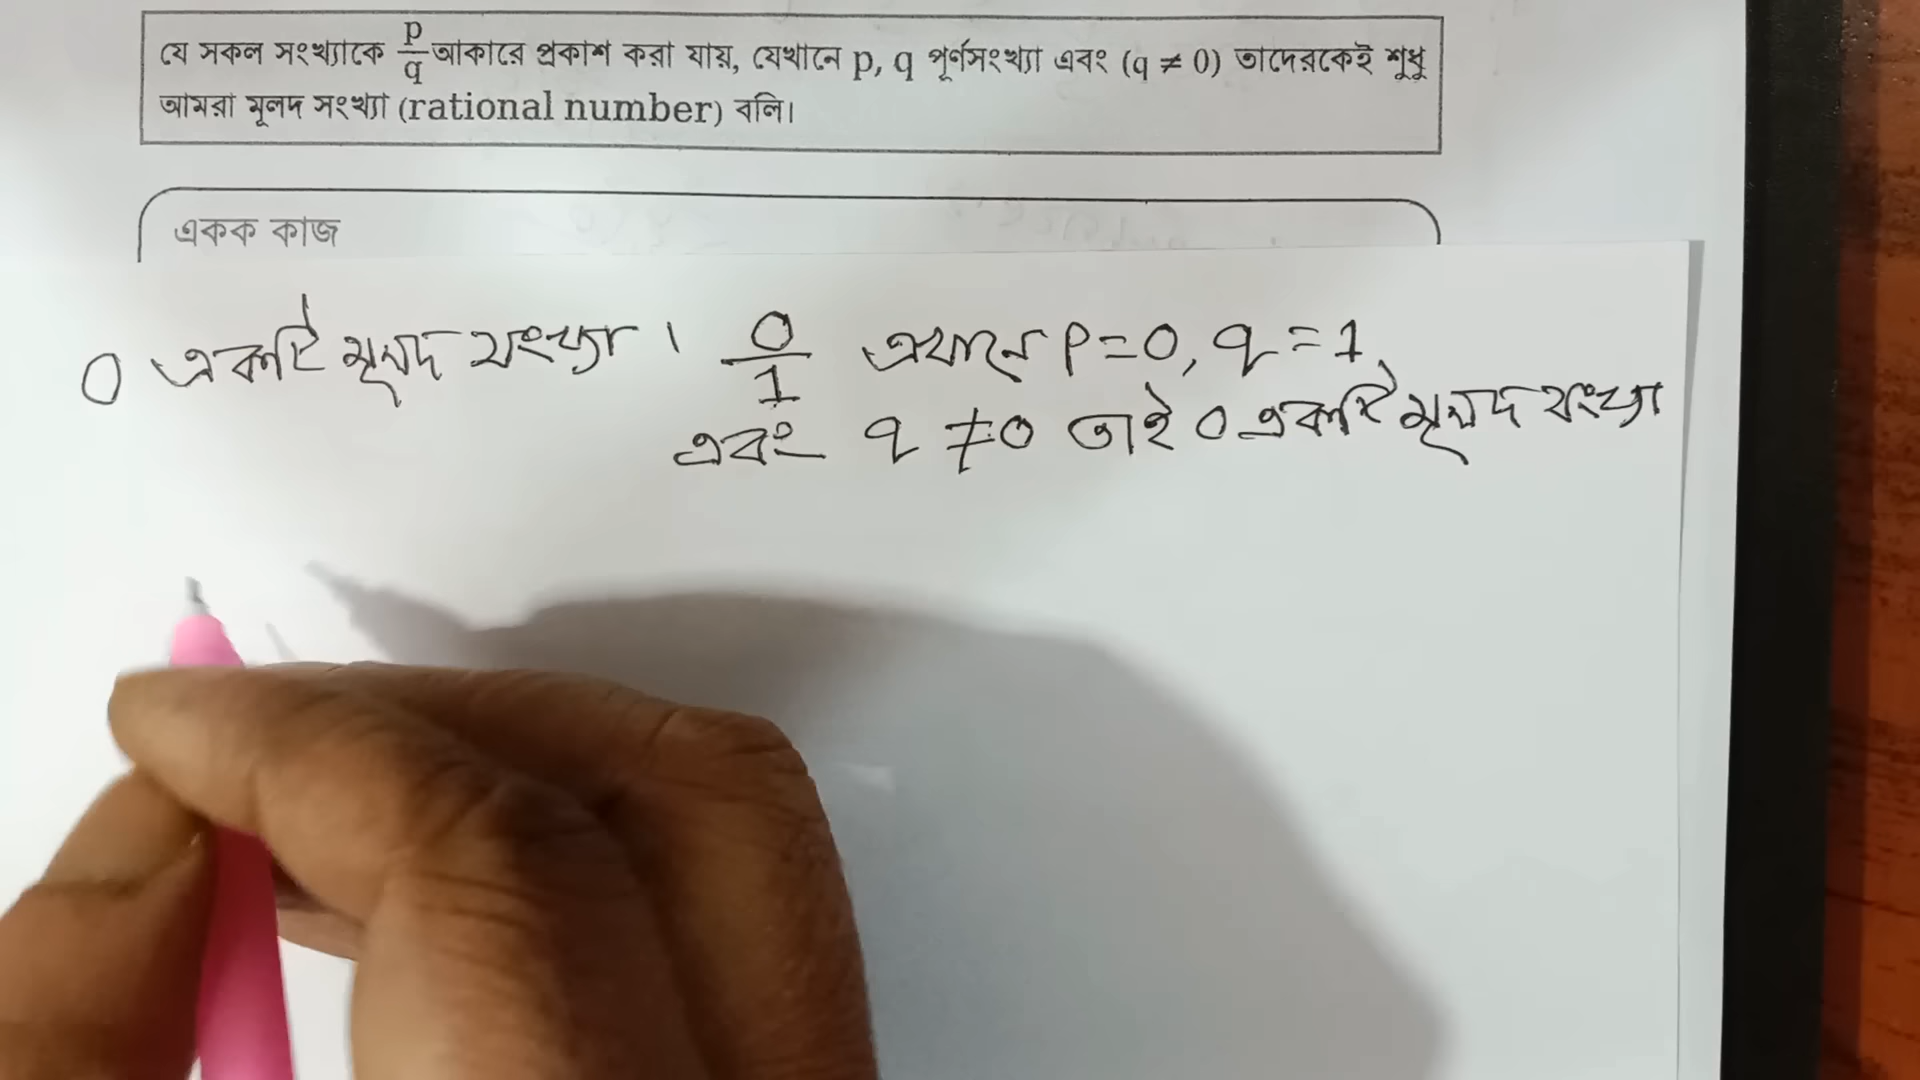 যে সকল সংখ্যাকে p/q আকারে প্রকাশ করা যায়, যেখানে p, q পূর্ণসংখ্যা এবং (q ≠ 0) তাদেরকেই শুধু
আমরা মূলদ সংখ্যা (rational number) বলি।
একক কাজ
0 একটি মূলদ সংখ্যা। 0/1 এখানে p=0, q=1,
এবং q ≠0 তাই 0 একটি মূলদ সংখ্যা